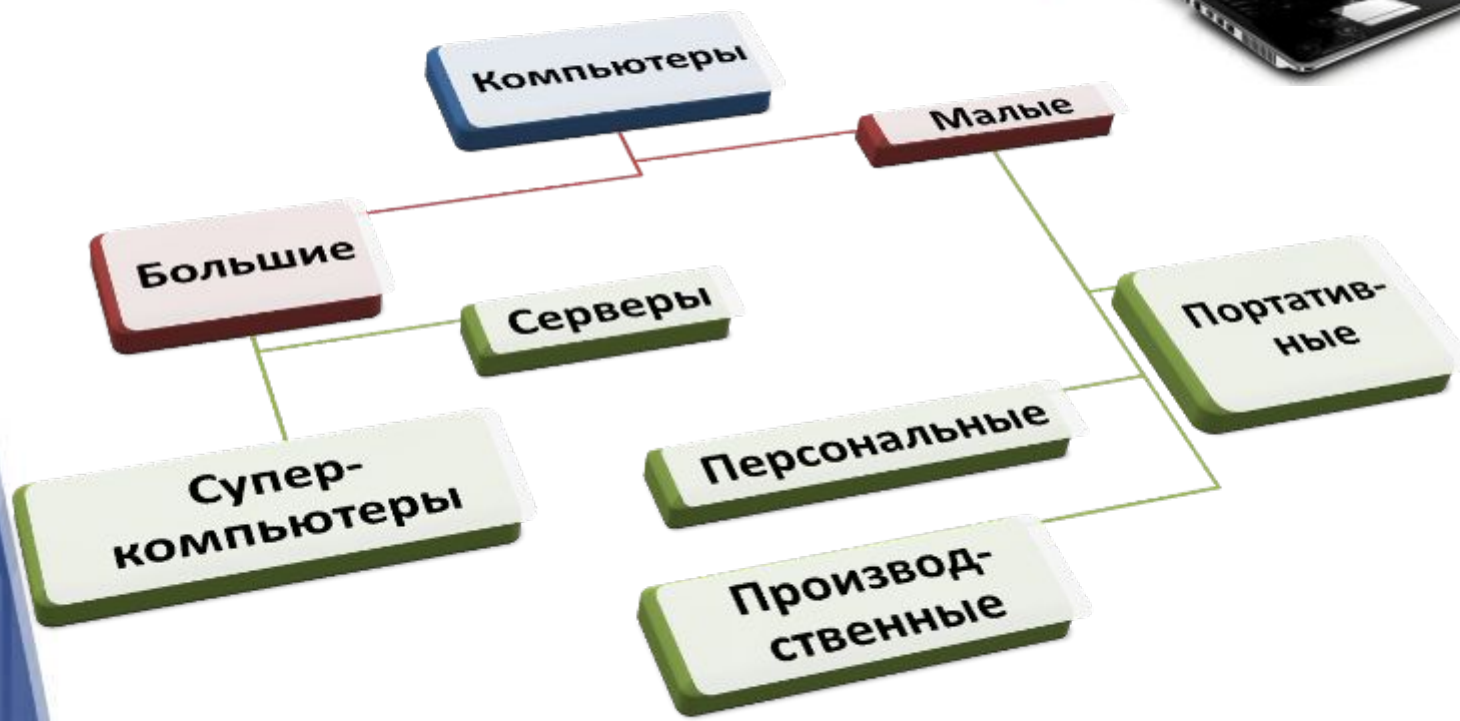 Компьютеры
Малые
Большие
Серверы
Портатив-
ные
Супер-
компьютеры
Персональные
Производ-
ственные